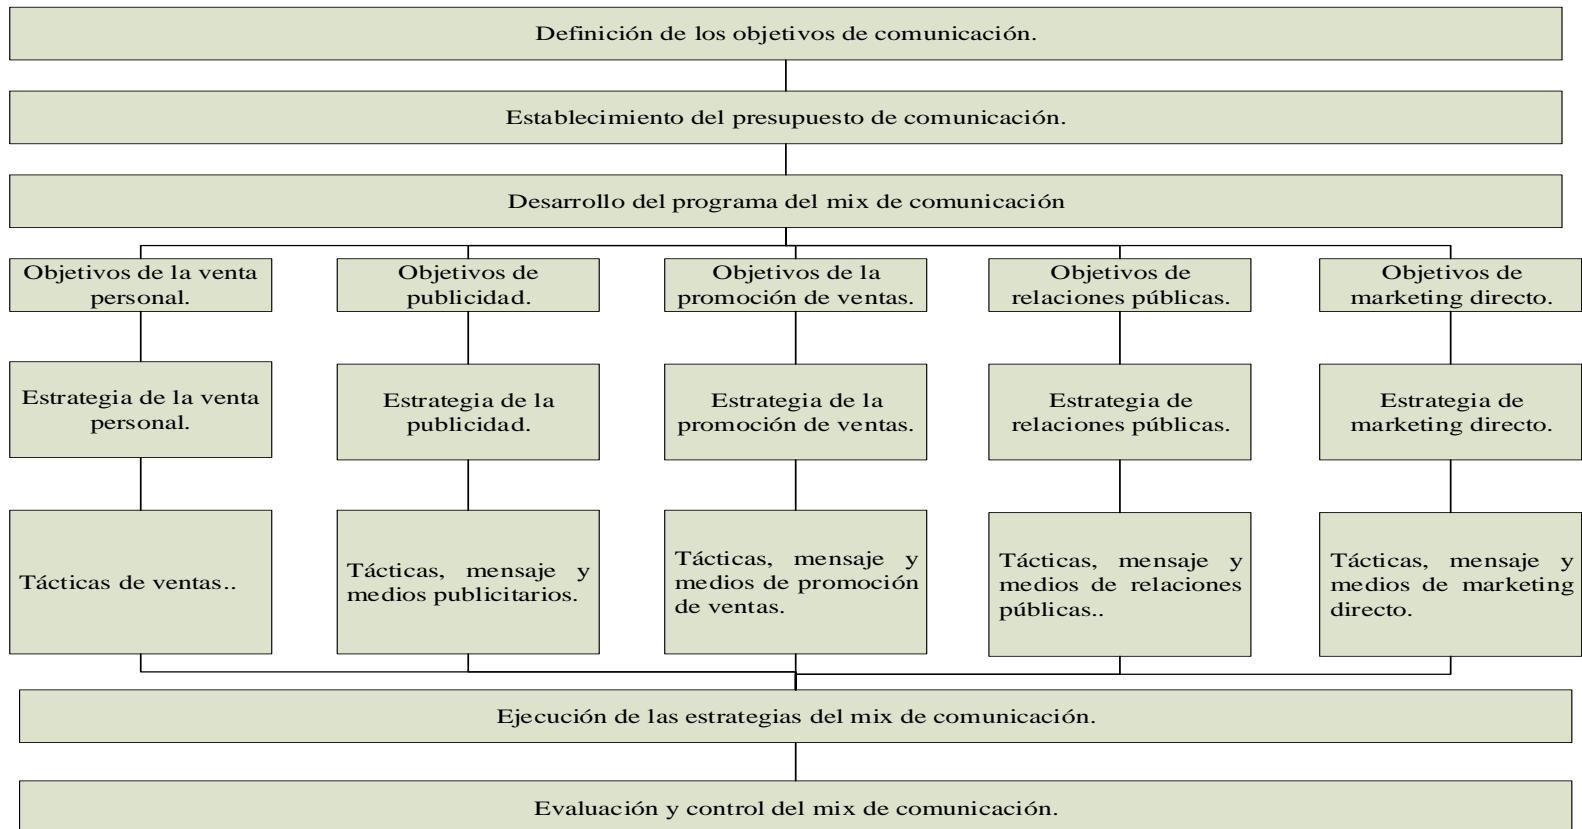 Definición de los objetivos de comunicación.
Establecimiento del presupuesto de comunicación.
Desarrollo del programa del mix de comunicación
Objetivos de la venta
personal.
Objetivos de
publicidad.
Objetivos de la
promoción de ventas.
Objetivos de
relaciones públicas.
Objetivos de
marketing directo.
Estrategia de la venta
personal.
Estrategia de la
publicidad.
Estrategia de la
promoción de ventas.
Estrategia de
relaciones públicas.
Estrategia de
marketing directo.
Tácticas de ventas..
Tácticas, mensaje y
medios publicitarios.
Tácticas, mensaje y
medios de promoción
de ventas.
Tácticas, mensaje y
medios de relaciones
públicas..
Tácticas, mensaje y
medios de marketing
directo.
Ejecución de las estrategias del mix de comunicación.
Evaluación y control del mix de comunicación.